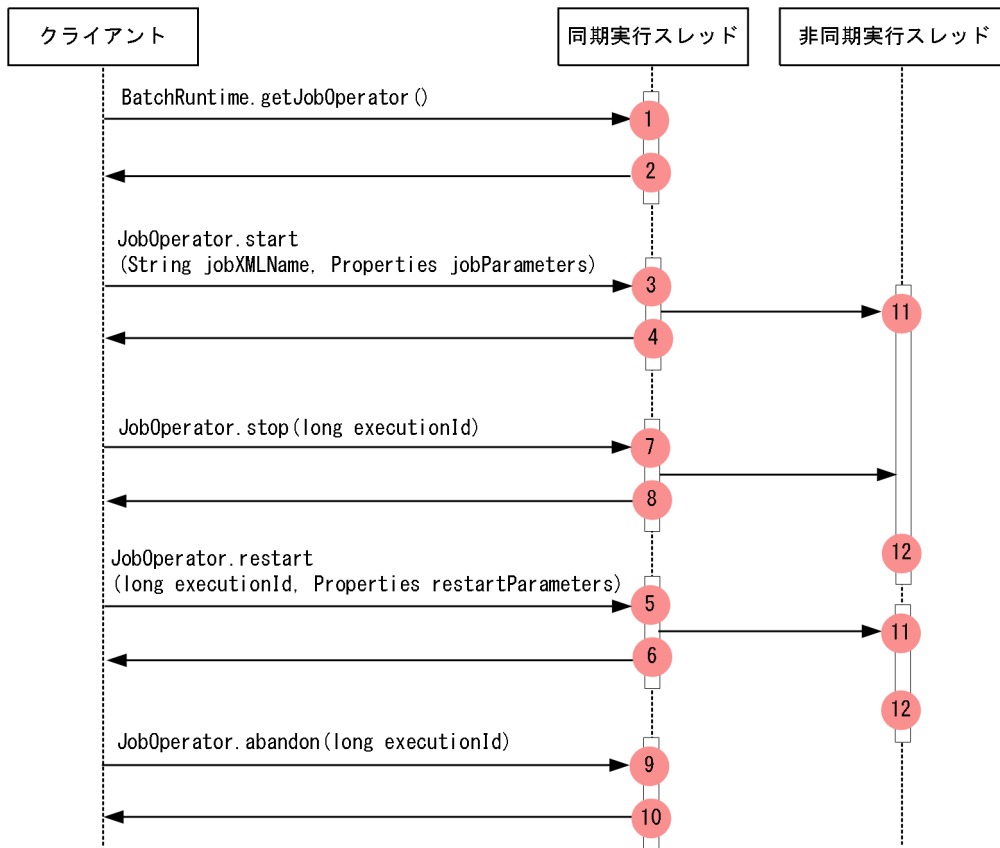 クライアント
同期実行スレッド
非同期実行スレッド
BatchRuntime.getJobOperator()
1
2
JobOperator.start
(String jobXMLName, Properties jobParameters)
3
11
4
JobOperator.stop(long executionId)
7
8
12
JobOperator.restart
(long executionId, Properties restartParameters)
5
11
6
12
JobOperator.abandon(long executionId)
9
10